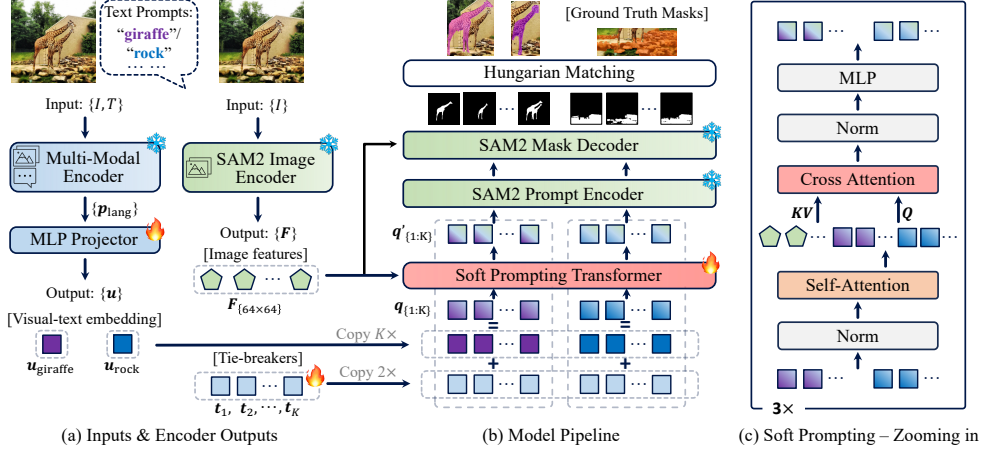 Text Prompts:
“giraffe”/
“rock”
... ...
Input: {I, T}
Input: {I}
Multi-Modal
Encoder
SAM2 Image
Encoder
{p_lang}
MLP Projector
Output: {u}
[Visual-text embedding]
u_giraffe
u_rock
Output: {F}
[Image features]
...
F_{64×64}
[Tie-breakers]
...
t_1, t_2, ⋯, t_K
Copy K×
Copy 2×
(a) Inputs & Encoder Outputs
[Ground Truth Masks]
Hungarian Matching
... ...
SAM2 Mask Decoder
SAM2 Prompt Encoder
q'_{1:K}
... ...
Soft Prompting Transformer
q_{1:K}
... ...
= =
... ...
+ +
... ...
(b) Model Pipeline
... ...
MLP
Norm
Cross Attention
KV
Q
... ... ...
Self-Attention
Norm
... ...
3×
(c) Soft Prompting – Zooming in